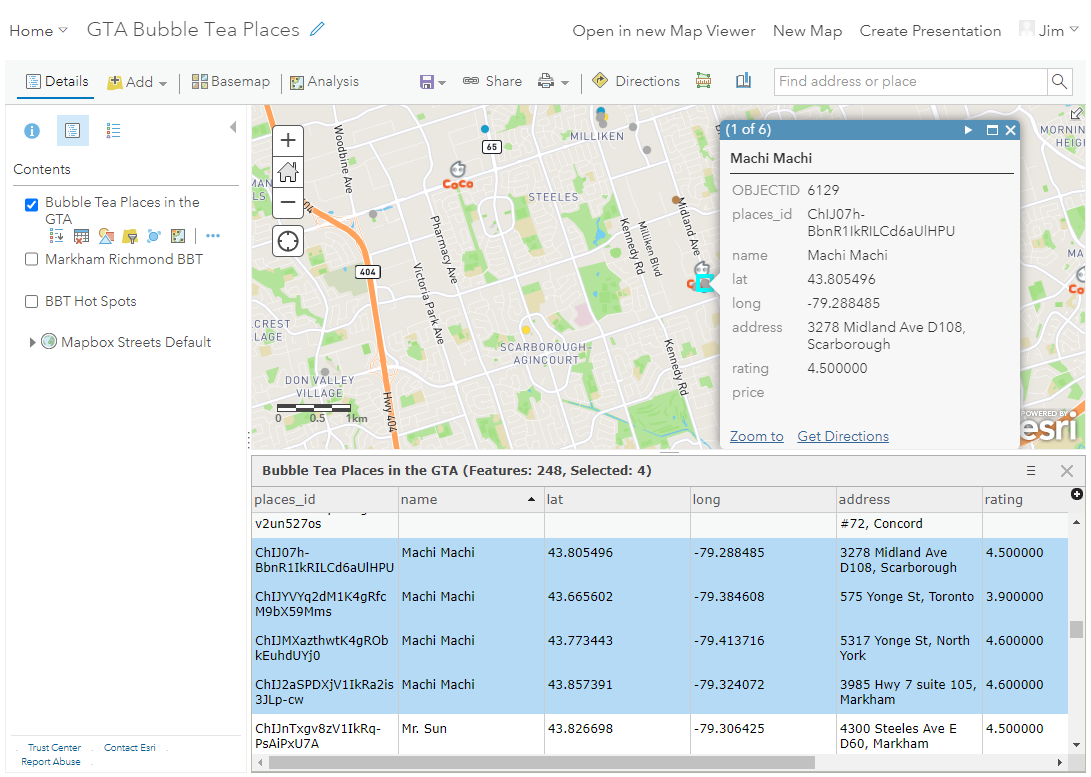 Home
GTA Bubble Tea Places
Open in new Map Viewer
New Map
Create Presentation
Jim
Details
Add
Basemap
Analysis
Share
Directions
Find address or place
Contents
Bubble Tea Places in the
GTA
Markham Richmond BBT
BBT Hot Spots
Mapbox Streets Default
Trust Center
Contact Esri
Report Abuse
Woodbine Ave
65
MILLIKEN
CoCo
STEELES
Midland Ave
Milliken Blvd
Kennedy Rd
Pharmacy Ave
404
Victoria Park Ave
SCARBOROUGH-
AGINCOURT
Kennedy Rd
DON VALLEY
VILLAGE
Hwy 404
0 0.5 1km
POWERED BY
esri
(1 of 6)
Machi Machi
OBJECTID 6129
places_id ChIJ07h-
BbnR1IkRILCd6aUlHPU
name Machi Machi
lat 43.805496
long -79.288485
address 3278 Midland Ave D108,
Scarborough
rating 4.500000
price
Zoom to Get Directions
Bubble Tea Places in the GTA (Features: 248, Selected: 4)
places_id name lat long address rating
v2un527os #72, Concord
ChIJ07h- Machi Machi 43.805496 -79.288485 3278 Midland Ave 4.500000
BbnR1IkRILCd6aUlHPU D108, Scarborough
ChIJYVYq2dM1K4gRfc Machi Machi 43.665602 -79.384608 575 Yonge St, Toronto 3.900000
M9bX59Mms
ChIJMXazthwtK4gROb Machi Machi 43.773443 -79.413716 5317 Yonge St, North 4.600000
kEuhdUYj0 York
ChIJ2aSPDXjV1IkRa2is Machi Machi 43.857391 -79.324072 3985 Hwy 7 suite 105, 4.600000
3JLp-cw Markham
ChIJnTxgv8zV1IkRq- Mr. Sun 43.826698 -79.306425 4300 Steeles Ave E 4.500000
PsAiPxU7A D60, Markham